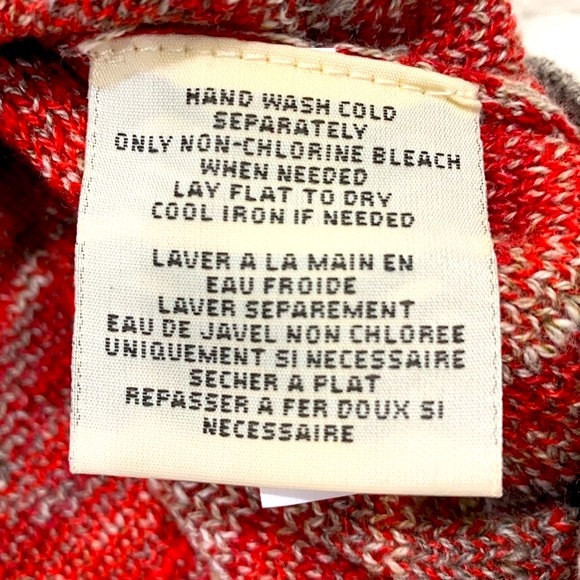 HAND WASH COLD
SEPARATELY
ONLY NON-CHLORINE BLEACH
WHEN NEEDED
LAY FLAT TO DRY
COOL IRON IF NEEDED
LAVER A LA MAIN EN
EAU FROIDE
LAVER SEPAREMENT
EAU DE JAVEL NON CHLOREE
UNIQUEMENT SI NECESSAIRE
SECHER A PLAT
REPASSER A FER DOUX SI
NECESSAIRE